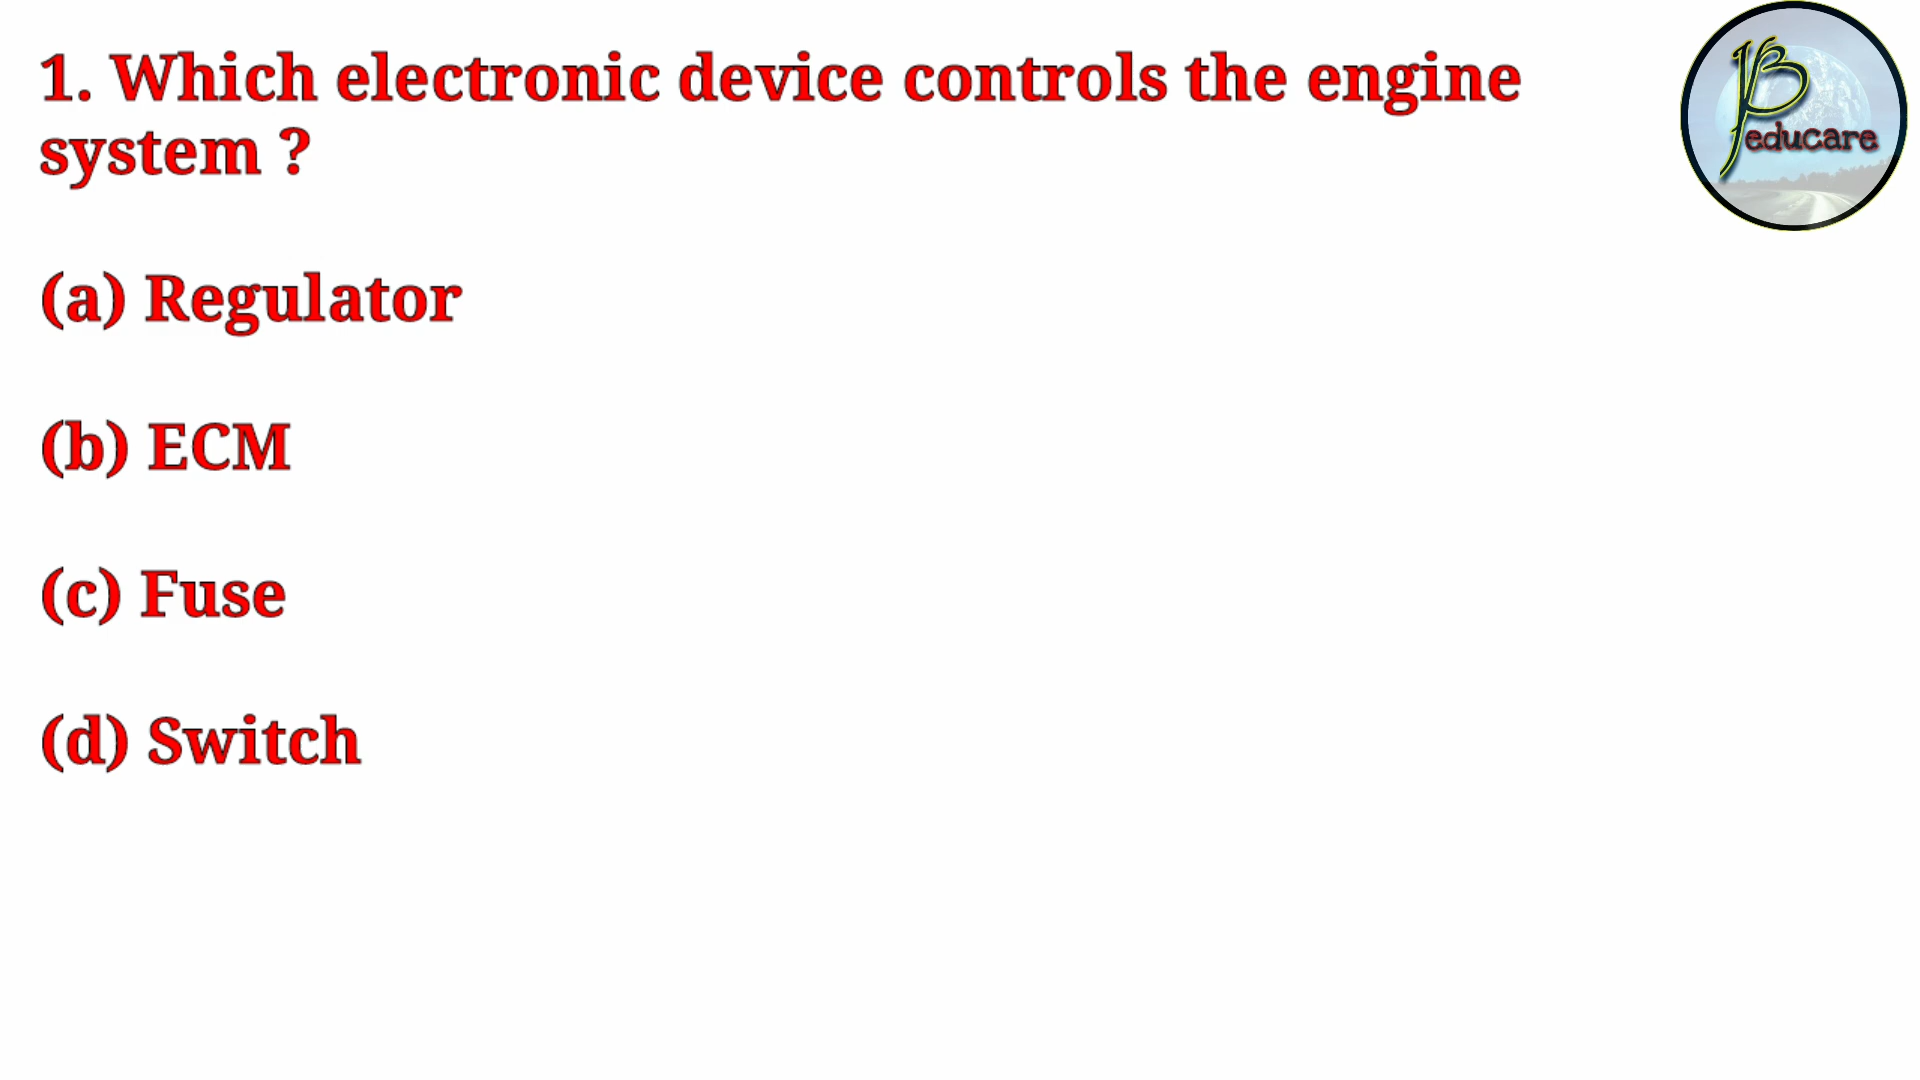 1. Which electronic device controls the engine
system ?
(a) Regulator
(b) ECM
(c) Fuse
(d) Switch
educare